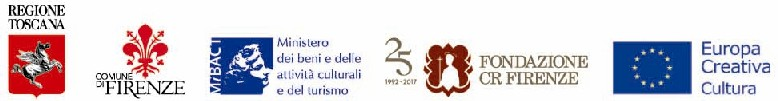 REGIONE
TOSCANA
COMUNE
DI FIRENZE
MiBACT
Ministero
dei beni e delle
attività culturali
e del turismo
25
1992-2017
FONDAZIONE
CR FIRENZE
Europa
Creativa
Cultura